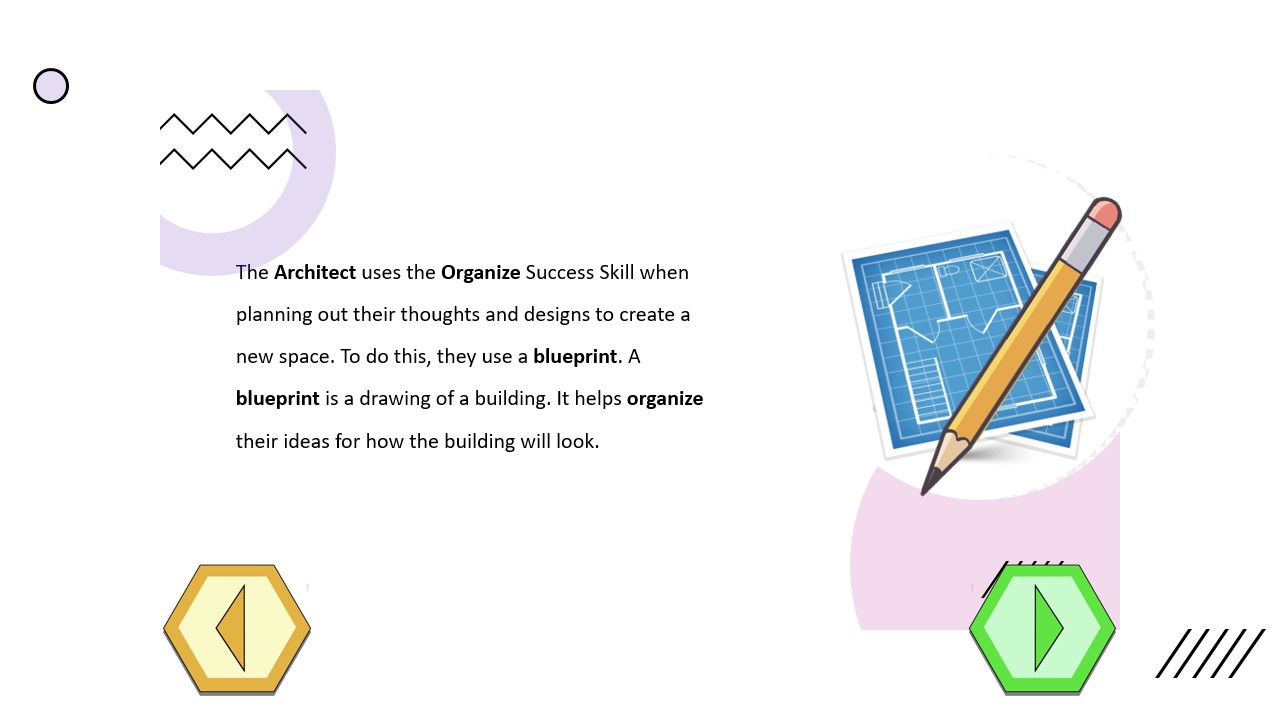 The Architect uses the Organize Success Skill when
planning out their thoughts and designs to create a
new space. To do this, they use a blueprint. A
blueprint is a drawing of a building. It helps organize
their ideas for how the building will look.